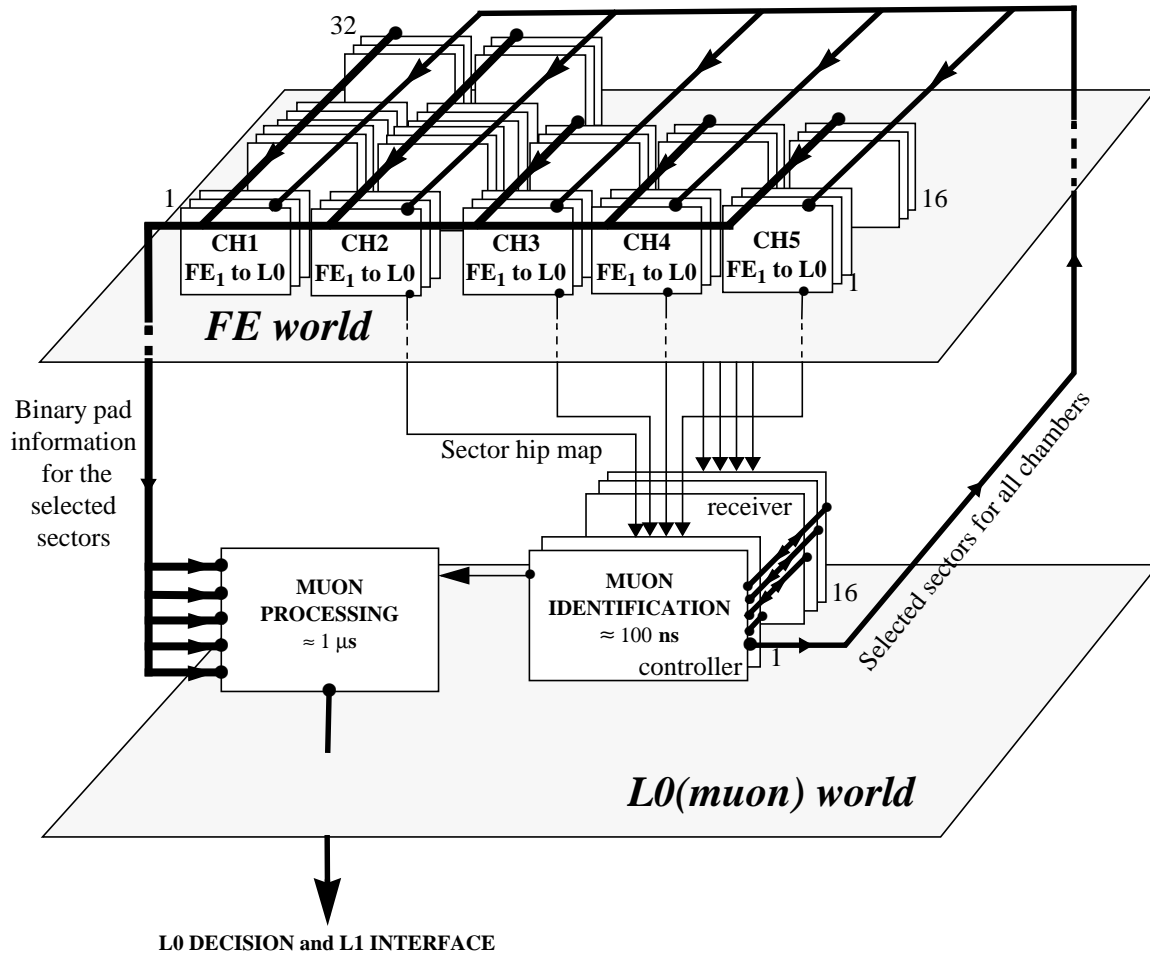 32
1
16
CH1
FE1 to L0
CH2
FE1 to L0
CH3
FE1 to L0
CH4
FE1 to L0
CH5
FE1 to L0
1
FE world
Binary pad
information
for the
selected
sectors
Sector hip map
Selected sectors for all chambers
receiver
16
MUON
PROCESSING
≈ 1 μs
MUON
IDENTIFICATION
≈ 100 ns
controller
1
L0(muon) world
L0 DECISION and L1 INTERFACE